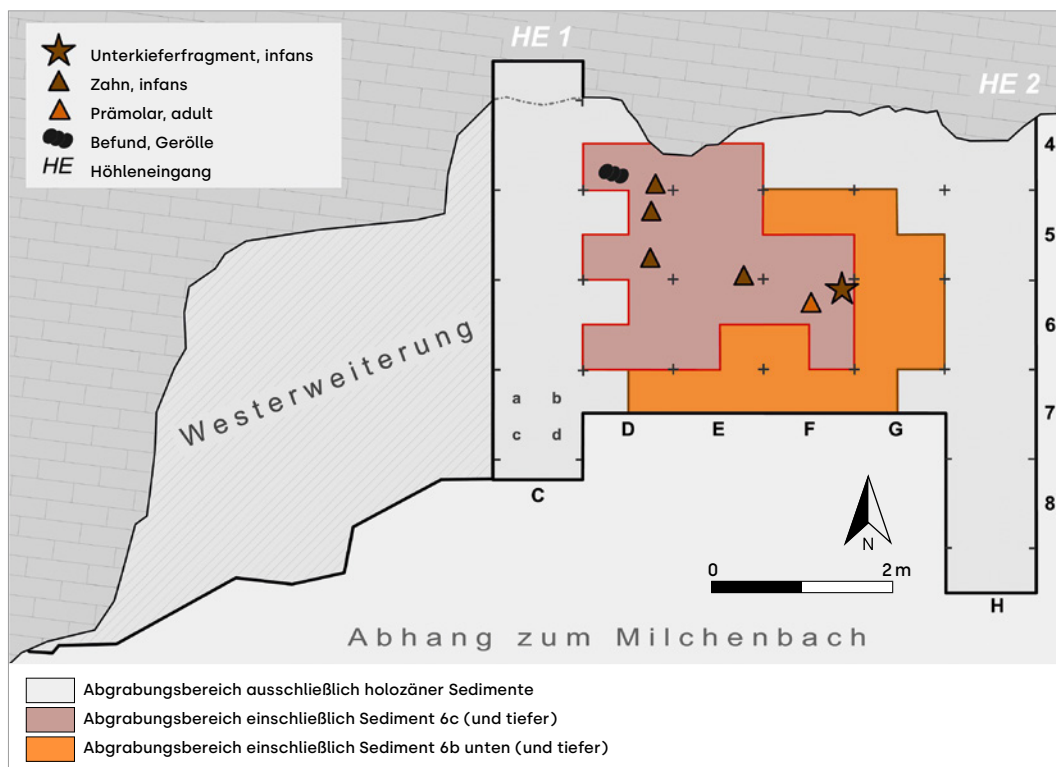 HE 1
HE 2
Unterkieferfragment, infans
Zahn, infans
Prämolar, adult
Befund, Gerölle
HE Höhleneingang
4
5
6
7
8
Westerweiterung
a b
c d
D E F G
C
H
N
0 2 m
Abhang zum Milchenbach
Abgrabungsbereich ausschließlich holozäner Sedimente
Abgrabungsbereich einschließlich Sediment 6c (und tiefer)
Abgrabungsbereich einschließlich Sediment 6b unten (und tiefer)